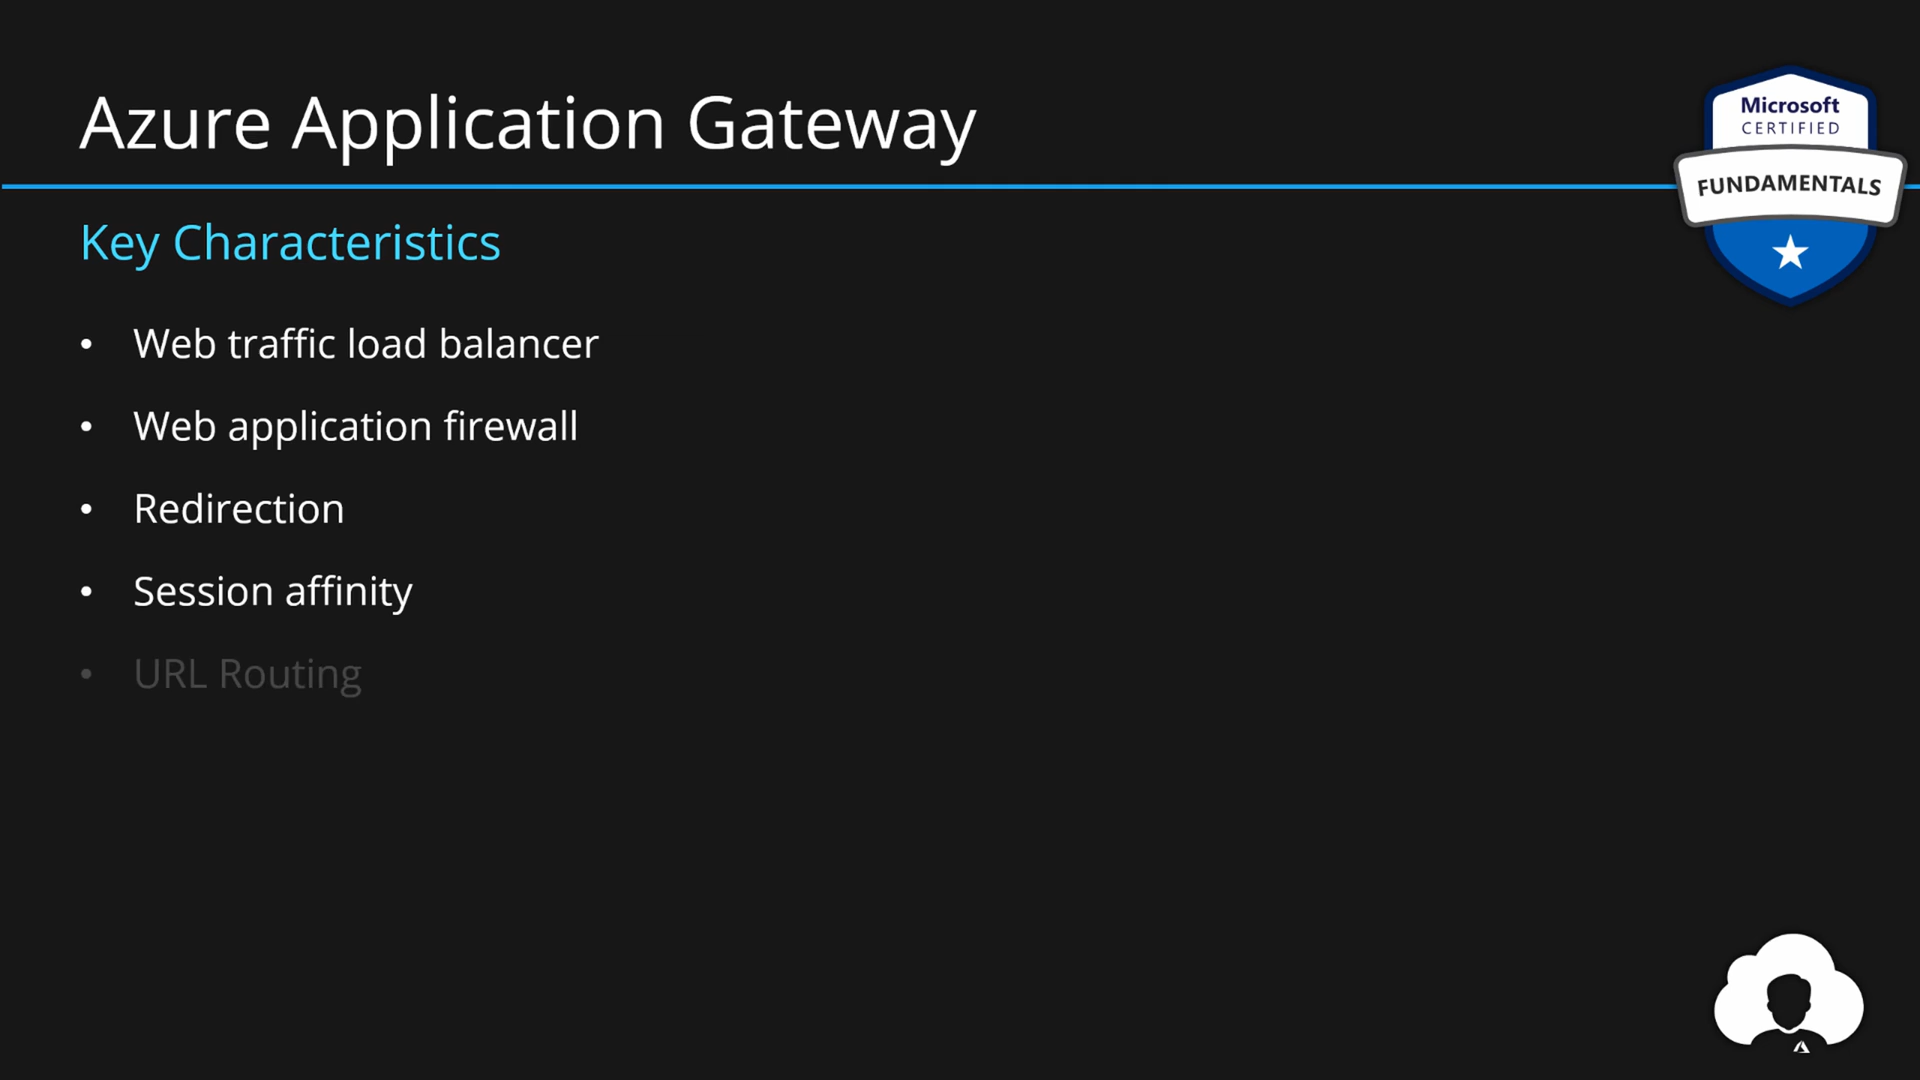 Azure Application Gateway
Microsoft
CERTIFIED
FUNDAMENTALS
Key Characteristics
• Web traffic load balancer
• Web application firewall
• Redirection
• Session affinity
• URL Routing